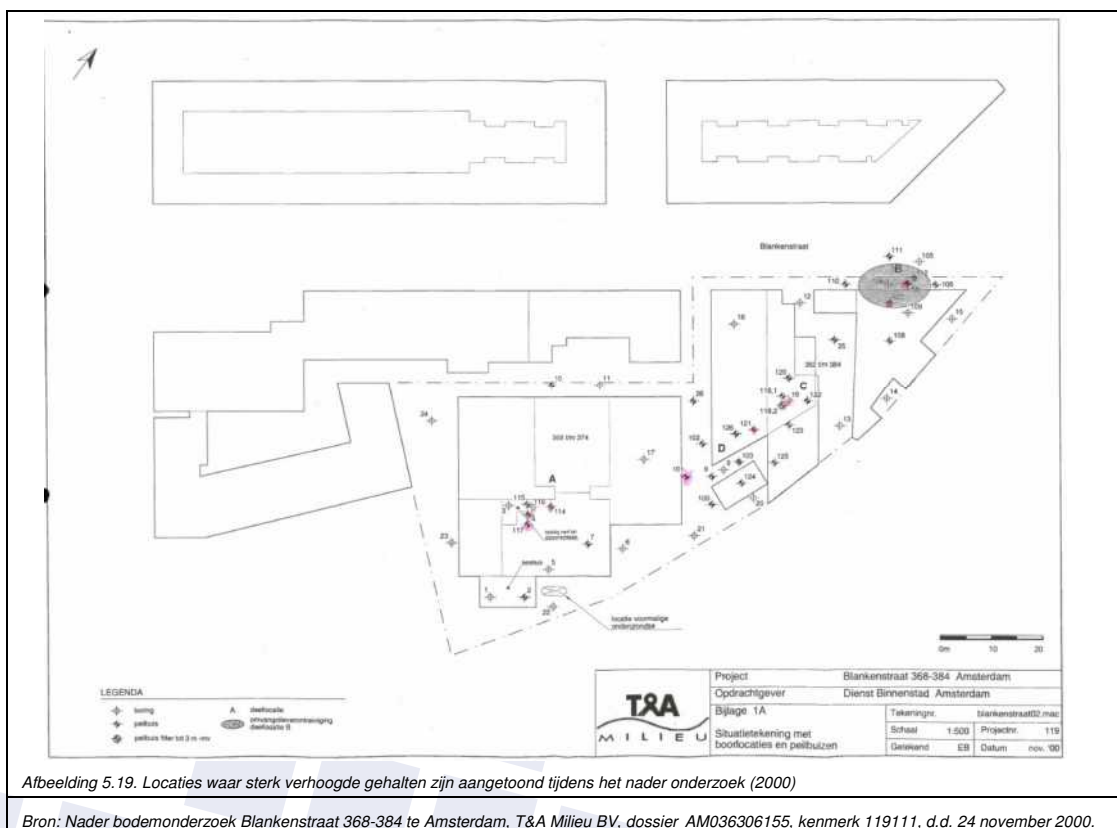 Blankenstraat
111
105
B
110
106
109
12
18
25
108
15
362 t/m 384
120
C
118.1
19
118.2
122
14
10
11
26
24
121
126
123
13
368 t/m 374
102
D
17
103
125
9
8
A
124
16
100
20
115
116
114
3
117
21
23
7
6
5
1
2
22
locatie voormalige
ondergrondse
0m 10 20
LEGENDA
boring
peilbuis
peilbuis filter tot 3 m -mv
A deellocatie
deellocatie B
T&A
MILIEU
Project Blankenstraat 368-384 Amsterdam
Opdrachtgever Dienst Binnenstad Amsterdam
Bijlage 1A
Situatietekening met
boorlocaties en peilbuizen
Tekeningnr. blankenstraat02.mac
Schaal 1:500 Projectnr. 119
Getekend EB Datum nov. '00
Afbeelding 5.19. Locaties waar sterk verhoogde gehalten zijn aangetoond tijdens het nader onderzoek (2000)
Bron: Nader bodemonderzoek Blankenstraat 368-384 te Amsterdam, T&A Milieu BV, dossier AM036306155, kenmerk 119111, d.d. 24 november 2000.